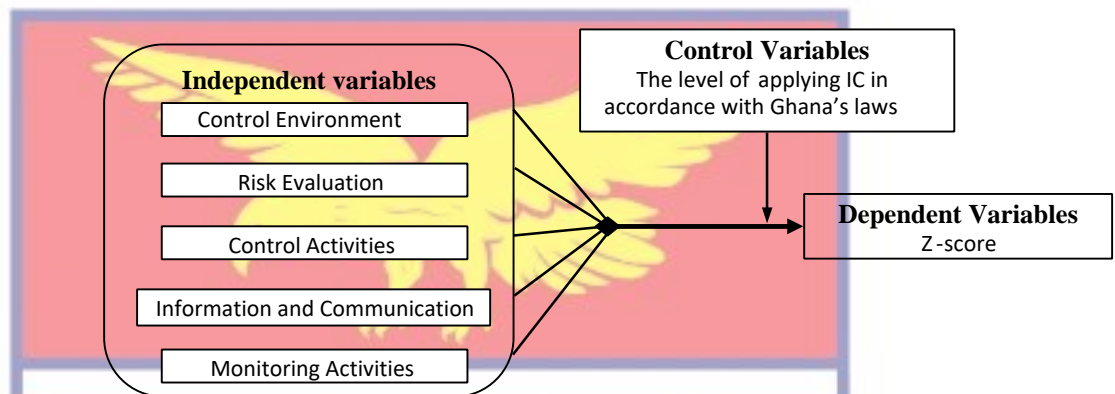 Independent variables
Control Environment
Risk Evaluation
Control Activities
Information and Communication
Monitoring Activities
Control Variables
The level of applying IC in
accordance with Ghana's laws
Dependent Variables
Z-score